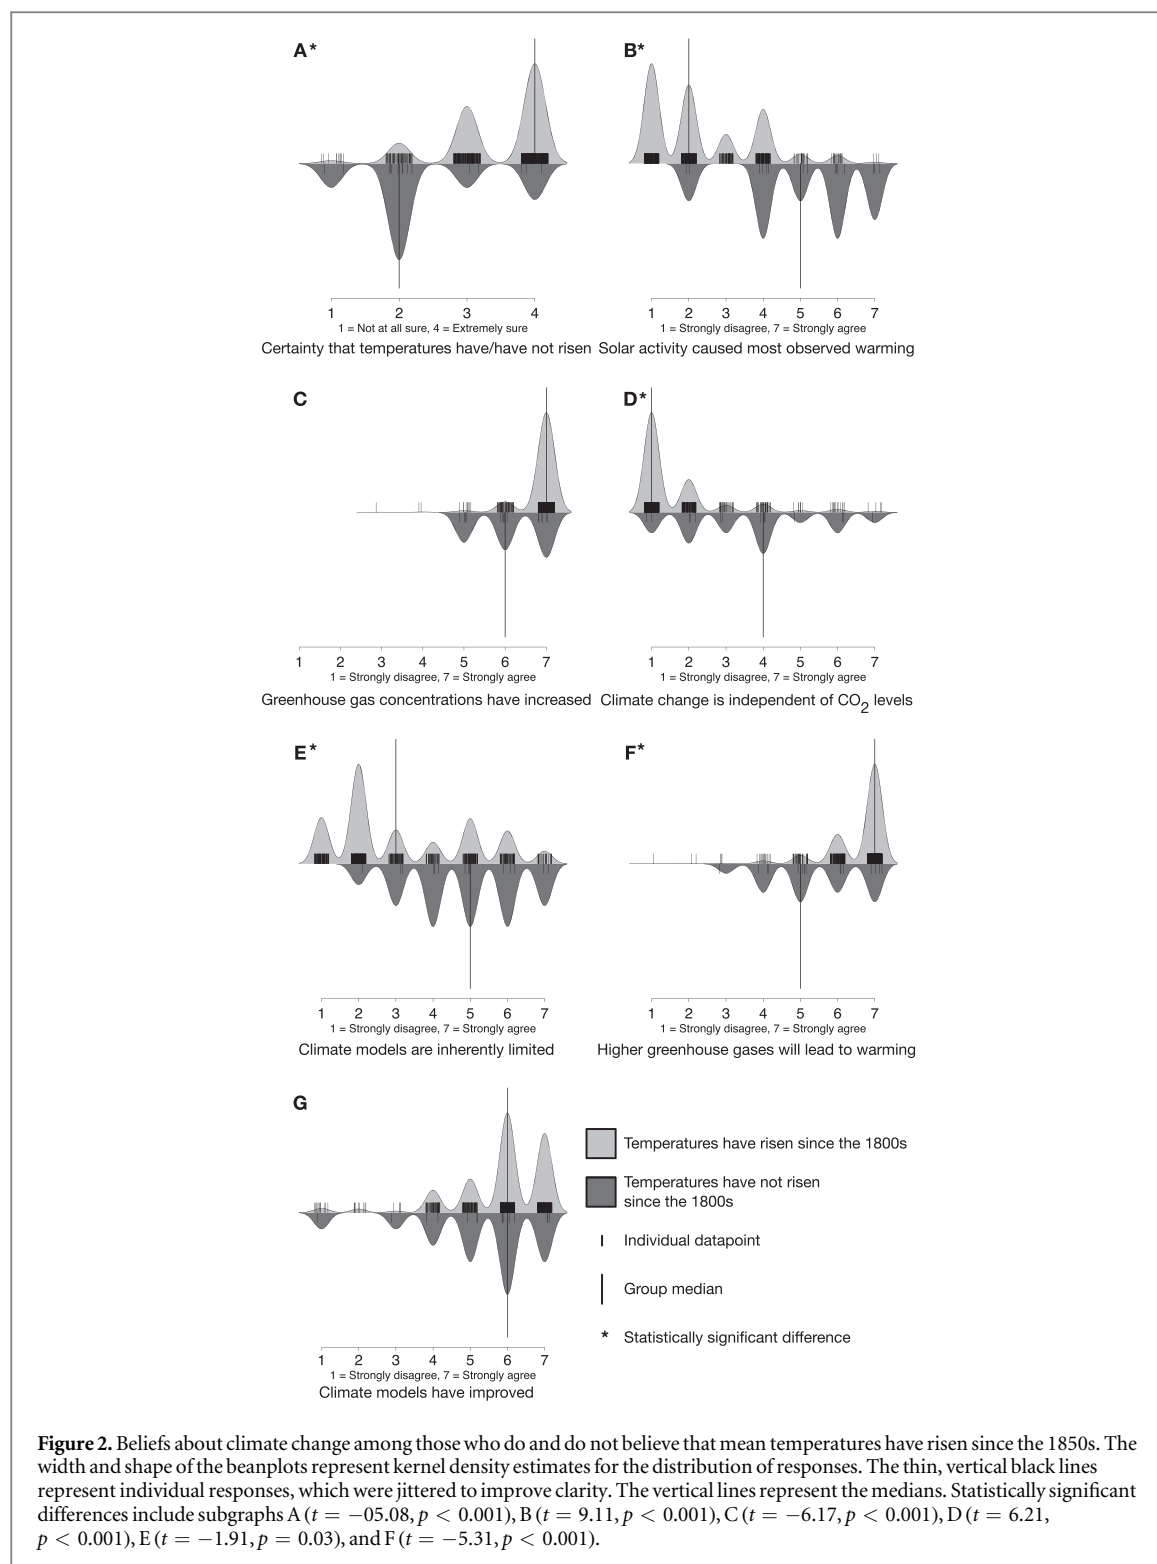 A*
B*
1 2 3 4
1 = Not at all sure, 4 = Extremely sure
Certainty that temperatures have/have not risen
1 2 3 4 5 6 7
1 = Strongly disagree, 7 = Strongly agree
Solar activity caused most observed warming
C
D*
1 2 3 4 5 6 7
1 = Strongly disagree, 7 = Strongly agree
Greenhouse gas concentrations have increased
1 2 3 4 5 6 7
1 = Strongly disagree, 7 = Strongly agree
Climate change is independent of CO2 levels
E*
F*
1 2 3 4 5 6 7
1 = Strongly disagree, 7 = Strongly agree
Climate models are inherently limited
1 2 3 4 5 6 7
1 = Strongly disagree, 7 = Strongly agree
Higher greenhouse gases will lead to warming
G
1 2 3 4 5 6 7
1 = Strongly disagree, 7 = Strongly agree
Climate models have improved
Temperatures have risen since the 1800s
Temperatures have not risen
since the 1800s
Individual datapoint
Group median
* Statistically significant difference
Figure 2. Beliefs about climate change among those who do and do not believe that mean temperatures have risen since the 1850s. The
width and shape of the beanplots represent kernel density estimates for the distribution of responses. The thin, vertical black lines
represent individual responses, which were jittered to improve clarity. The vertical lines represent the medians. Statistically significant
differences include subgraphs A (t = −05.08, p < 0.001), B (t = 9.11, p < 0.001), C (t = −6.17, p < 0.001), D (t = 6.21,
p < 0.001), E (t = −1.91, p = 0.03), and F (t = −5.31, p < 0.001).